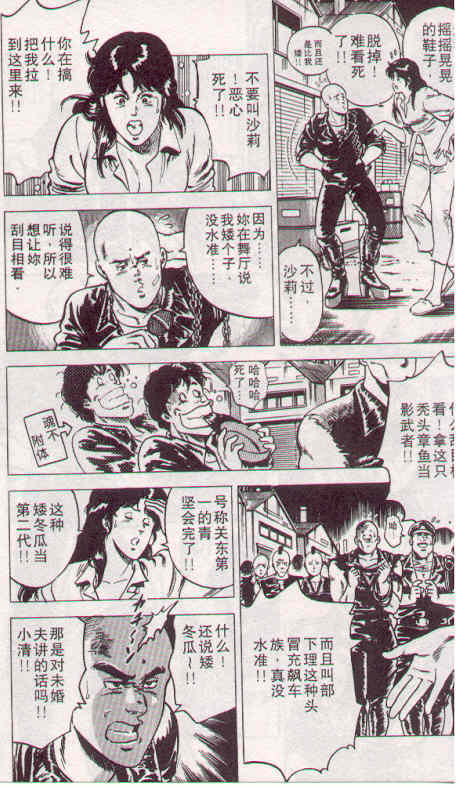 摇摇晃晃
的鞋子，
脱掉！
难看死
了！！
而且还
是比我
矮！！
不过
沙莉……
不要叫沙莉
！恶心
死了！！
你在搞
什么！
把我拉
到这里来！！
因为……
妳在舞厅说
我矮个子，
没水准……
说得很难
听，所以
想让妳
刮目相看．
看！拿这只
秃头章鱼当
影武者！！
哈哈哈
死了…
魂不
附体
而且叫部
下理这种头
冒充飙车
族，真没
水准！！
号称关东第
一的青
坚会完了！！
这种
矮冬瓜当
第二代！！
什么！
还说矮
冬瓜～！！
那是对未婚
夫讲的话吗！！
小清！！